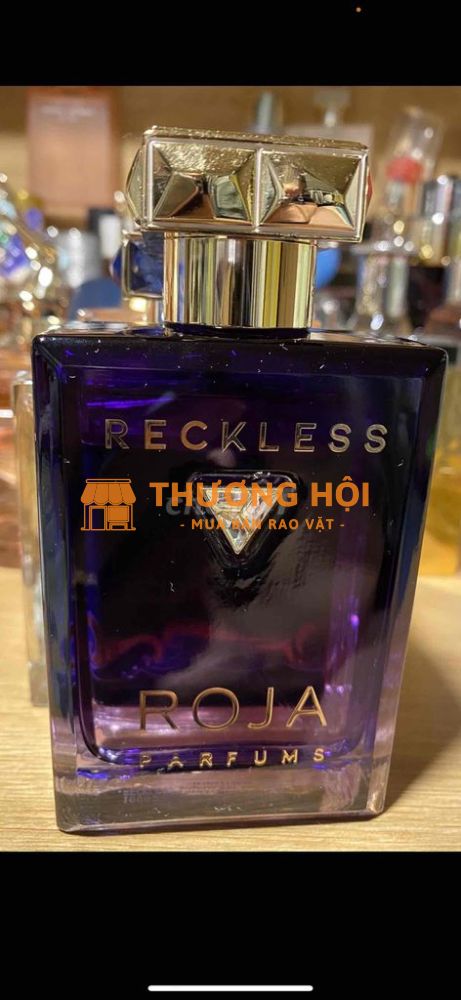 RECKLESS
THƯƠNG HỘI
- MUA BÁN RAO VẶT -
ROJA
PARFUMS